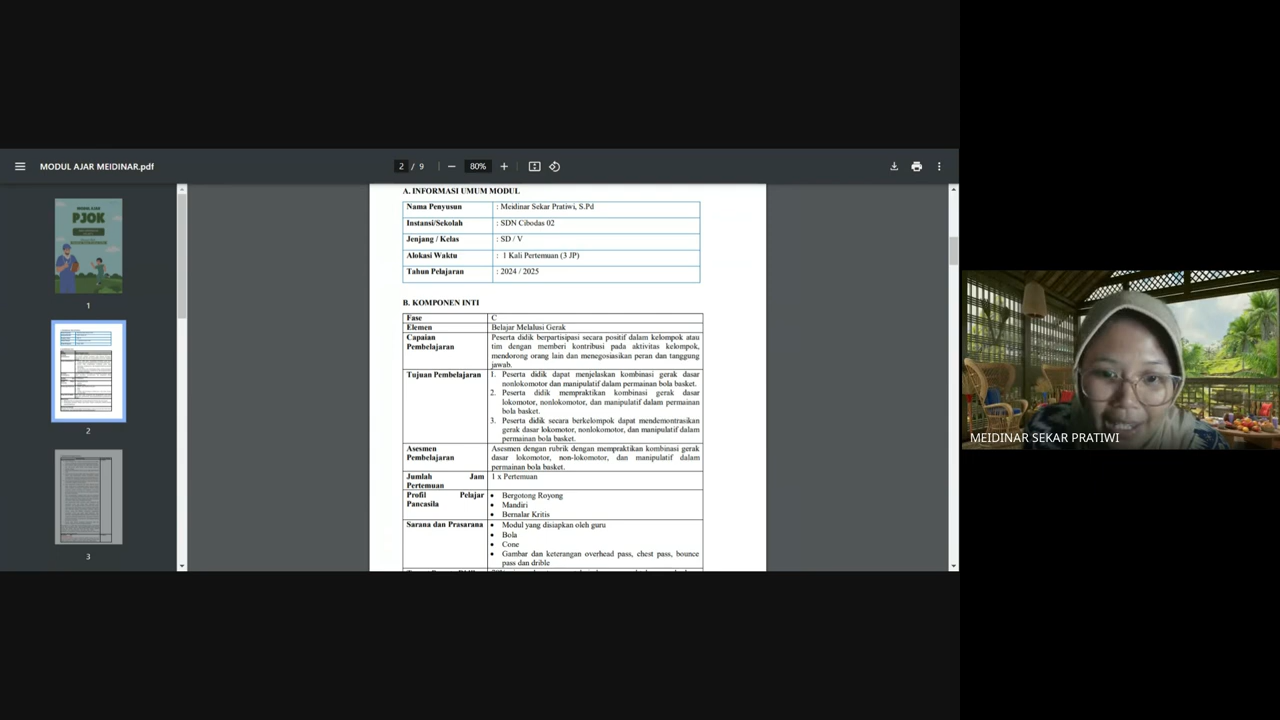 MODUL AJAR MEIDINAR.pdf
2 / 9
80%
MODUL AJAR
PJOK
1
2
3
A. INFORMASI UMUM MODUL
Nama Penyusun : Meidinar Sekar Pratiwi, S.Pd
Instansi/Sekolah : SDN Cibodas 02
Jenjang / Kelas : SD / V
Alokasi Waktu : 1 Kali Pertemuan (3 JP)
Tahun Pelajaran : 2024 / 2025
B. KOMPONEN INTI
Fase C
Elemen Belajar Melalusi Gerak
Capaian Pembelajaran
Peserta didik berpartisipasi secara positif dalam kelompok atau
tim dengan memberi kontribusi pada aktivitas kelompok,
mendorong orang lain dan menegosiasikan peran dan tanggung
jawab.
Tujuan Pembelajaran
1. Peserta didik dapat menjelaskan kombinasi gerak dasar
nonlokomotor dan manipulatif dalam permainan bola basket.
2. Peserta didik mempraktikan kombinasi gerak dasar
lokomotor, nonlokomotor, dan manipulatif dalam permainan
bola basket.
3. Peserta didik secara berkelompok dapat mendemontrasikan
gerak dasar lokomotor, nonlokomotor, dan manipulatif dalam
permainan bola basket.
Asesmen Pembelajaran
Asesmen dengan rubrik dengan mempraktikan kombinasi gerak
dasar lokomotor, non-lokomotor, dan manipulatif dalam
permainan bola basket.
Jumlah Jam Pertemuan
1 x Pertemuan
Profil Pelajar Pancasila
• Bergotong Royong
• Mandiri
• Bernalar Kritis
Sarana dan Prasarana
• Modul yang disiapkan oleh guru
• Bola
• Cone
• Gambar dan keterangan overhead pass, chest pass, bounce
pass dan drible
MEIDINAR SEKAR PRATIWI